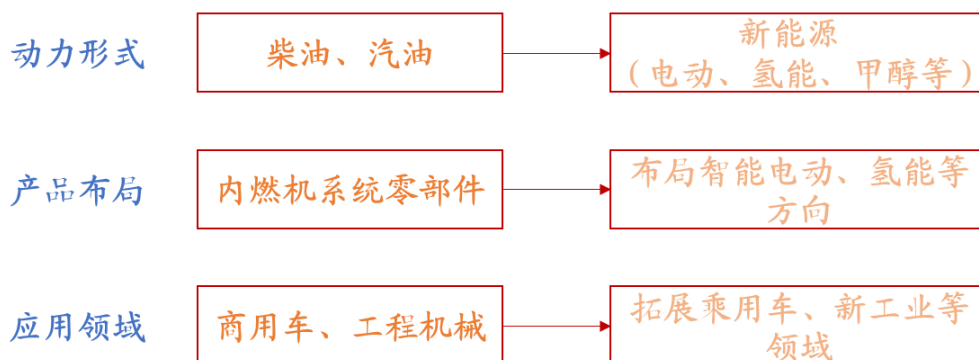 动力形式
柴油、汽油
新能源
（电动、氢能、甲醇等）
产品布局
内燃机系统零部件
布局智能电动、氢能等
方向
应用领域
商用车、工程机械
拓展乘用车、新工业等
领域